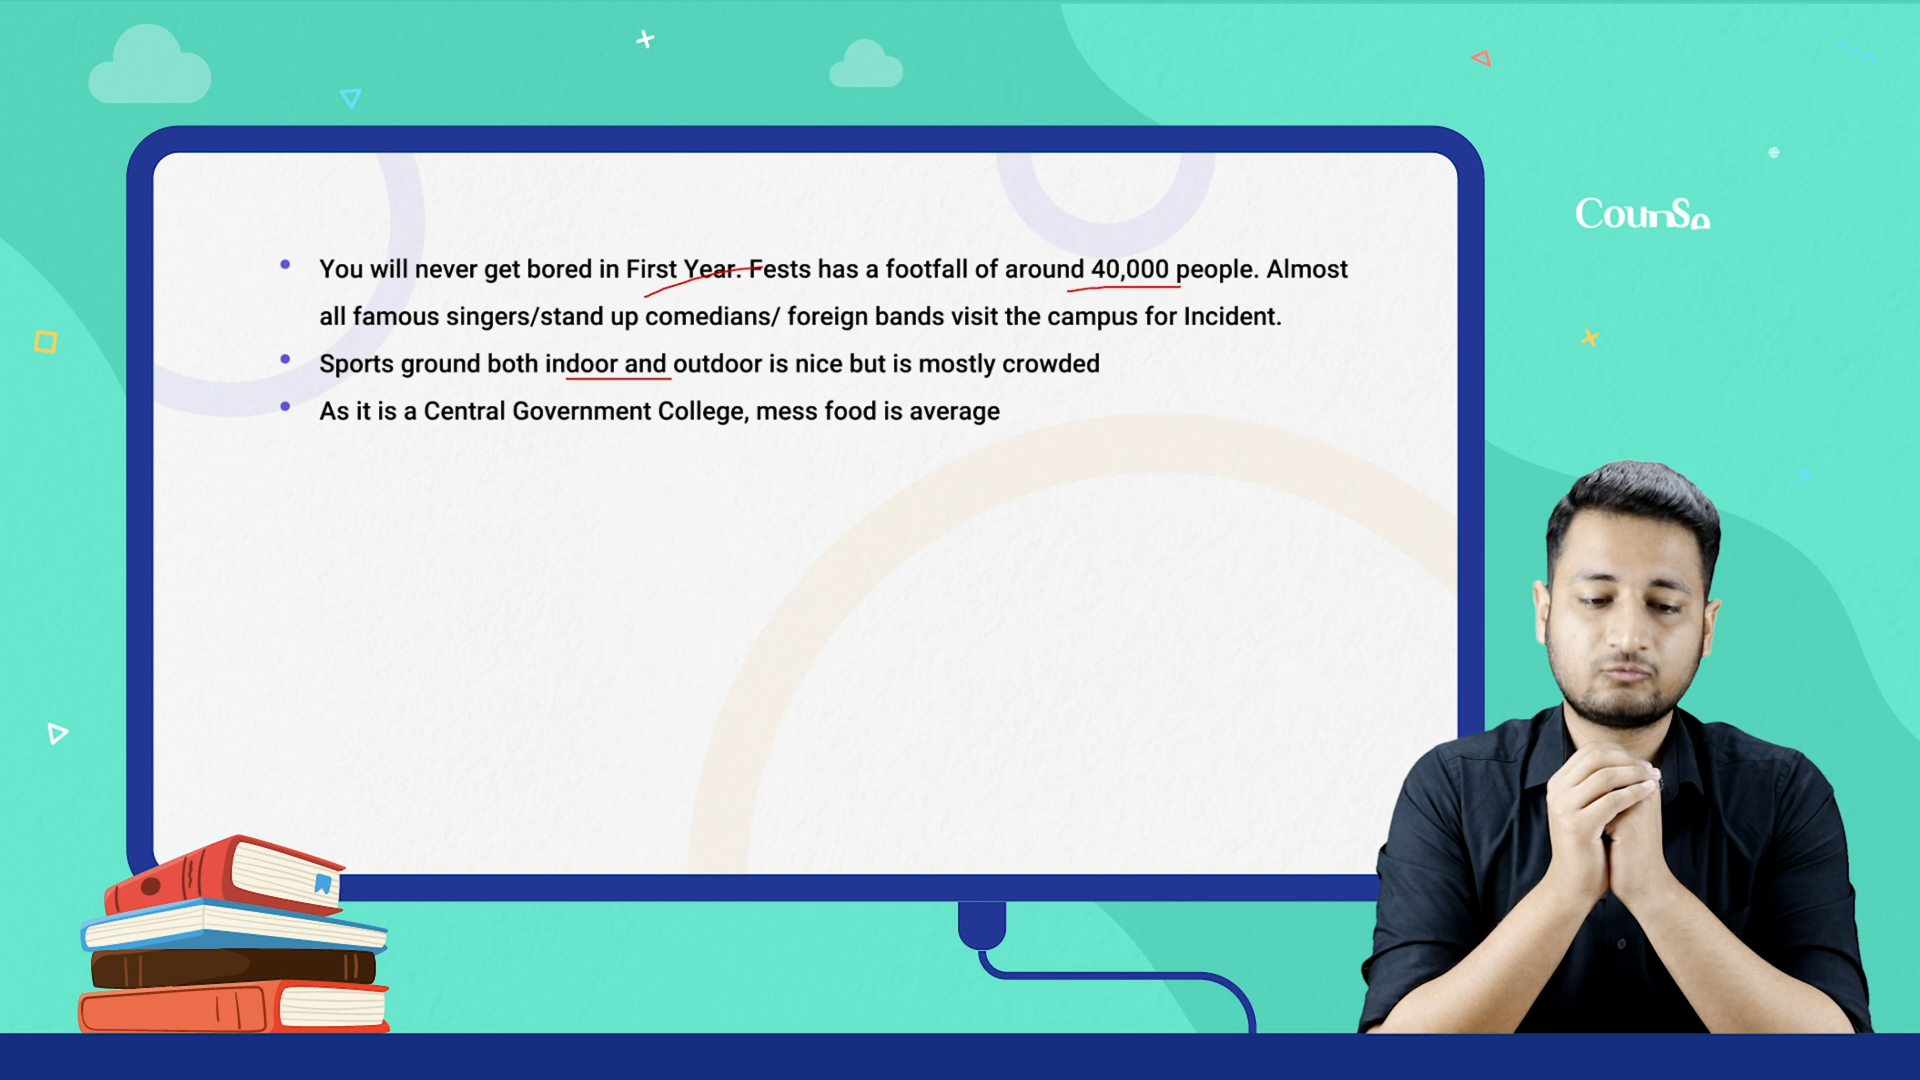 You will never get bored in First Year. Fests has a footfall of around 40,000 people. Almost
all famous singers/stand up comedians/ foreign bands visit the campus for Incident.
Sports ground both indoor and outdoor is nice but is mostly crowded
As it is a Central Government College, mess food is average